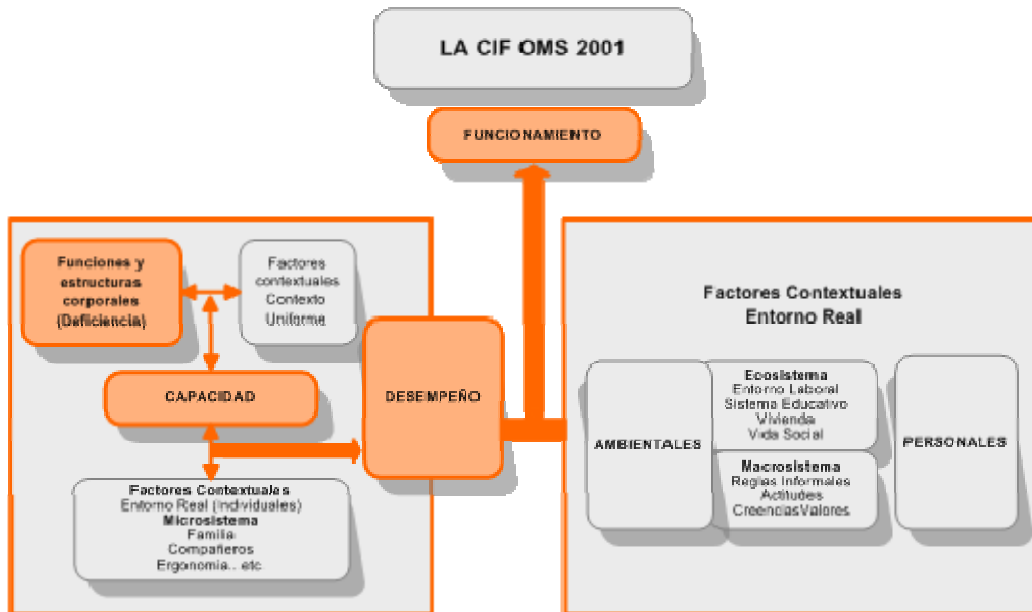 LA CIF OMS 2001
FUNCIONAMIENTO
Funciones y
estructuras
corporales
(Deficiencia)
Factores
contextuales
Contexto
Uniforme
CAPACIDAD
DESEMPEÑO
Factores Contextuales
Entorno Real (Individuales)
Microsistema
Familia
Compañeros
Ergonomia.. etc
Factores Contextuales
Entorno Real
AMBIENTALES
Ecosistema
Entorno Laboral
Sistema Educativo
Vivienda
Vida Social
Macrosistema
Reglas Informales
Actitudes
CreenciasValores
PERSONALES